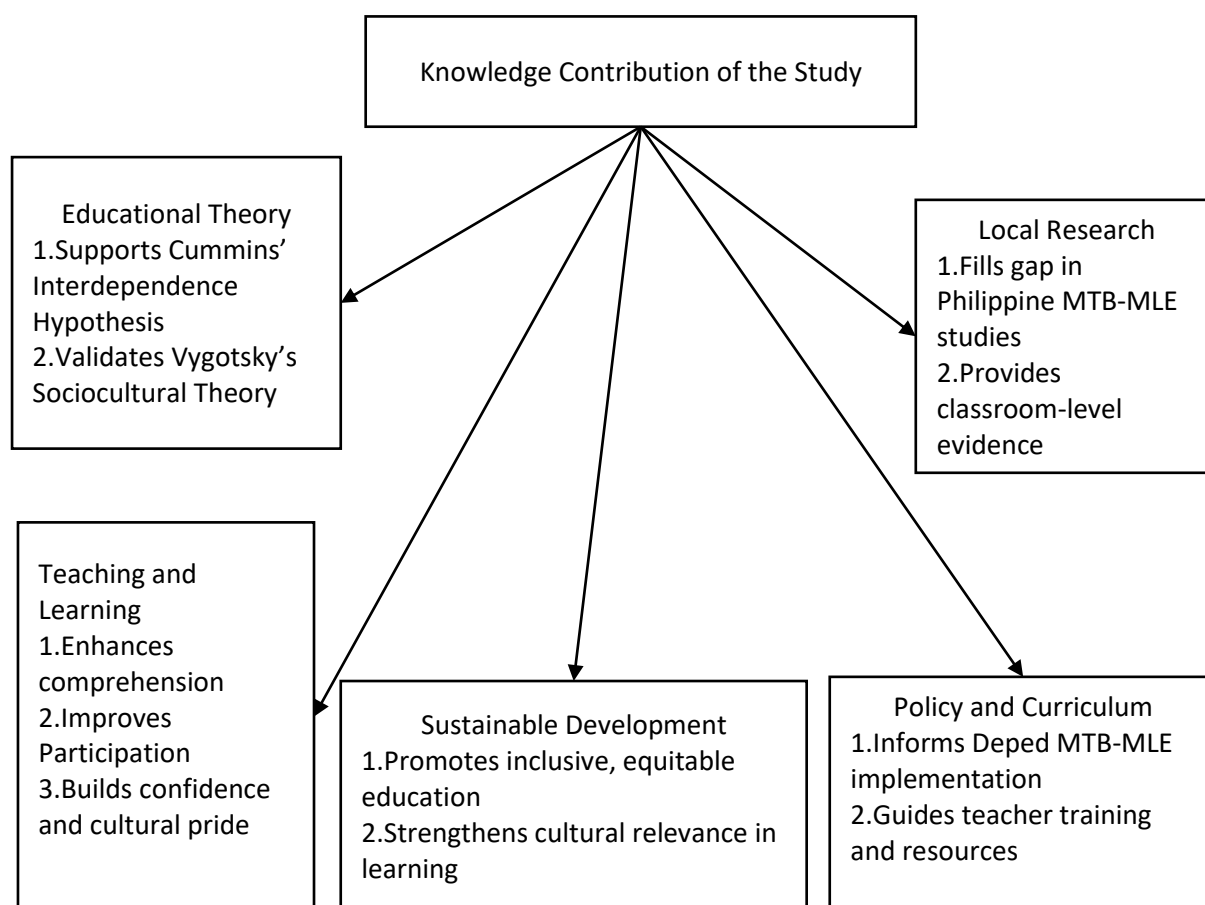 Knowledge Contribution of the Study
Educational Theory
1.Supports Cummins’
Interdependence
Hypothesis
2.Validates Vygotsky’s
Sociocultural Theory
Local Research
1.Fills gap in
Philippine MTB-MLE
studies
2.Provides
classroom-level
evidence
Teaching and
Learning
1.Enhances
comprehension
2.Improves
Participation
3.Builds confidence
and cultural pride
Sustainable Development
1.Promotes inclusive, equitable
education
2.Strengthens cultural relevance in
learning
Policy and Curriculum
1.Informs Deped MTB-MLE
implementation
2.Guides teacher training
and resources